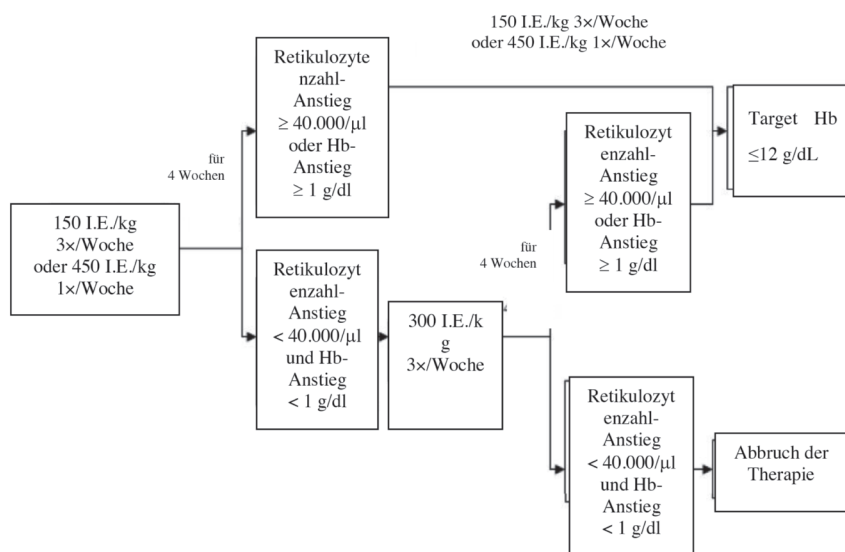 150 I.E./kg 3×/Woche
oder 450 I.E./kg 1×/Woche
Retikulozyte
nzahl-
Anstieg
≥ 40.000/µl
oder Hb-
Anstieg
≥ 1 g/dl
für
4 Wochen
150 I.E./kg
3×/Woche
oder 450 I.E./kg
1×/Woche
Retikulozyt
enzahl-
Anstieg
< 40.000/µl
und Hb-
Anstieg
< 1 g/dl
300 I.E./k
g
3×/Woche
für
4 Wochen
Retikulozyt
enzahl-
Anstieg
≥ 40.000/µl
oder Hb-
Anstieg
≥ 1 g/dl
Target Hb
≤12 g/dL
Retikulozyt
enzahl-
Anstieg
< 40.000/µl
und Hb-
Anstieg
< 1 g/dl
Abbruch der
Therapie